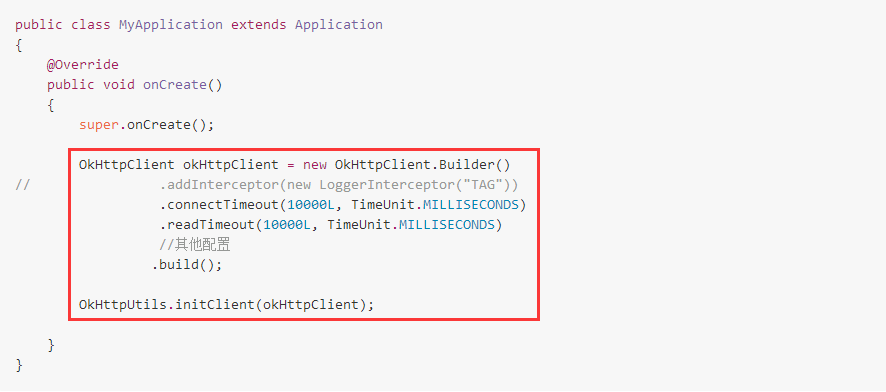 public class MyApplication extends Application
{
    @Override
    public void onCreate()
    {
        super.onCreate();

        OkHttpClient okHttpClient = new OkHttpClient.Builder()
//                .addInterceptor(new LoggerInterceptor("TAG"))
                  .connectTimeout(10000L, TimeUnit.MILLISECONDS)
                  .readTimeout(10000L, TimeUnit.MILLISECONDS)
                  //其他配置
                 .build();

        OkHttpUtils.initClient(okHttpClient);

    }
}